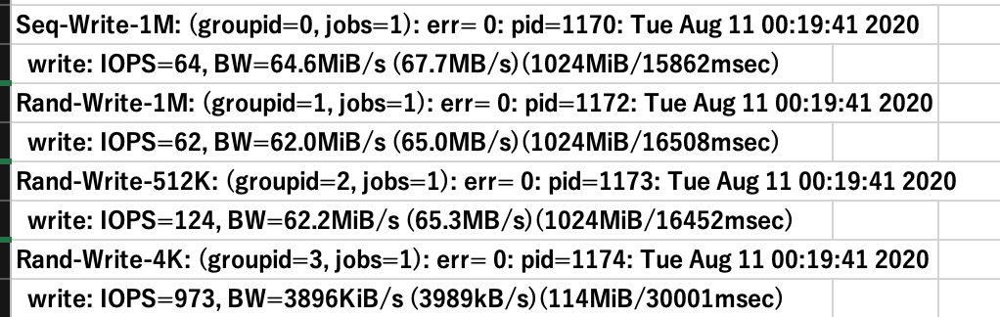 Seq-Write-1M: (groupid=0, jobs=1): err= 0: pid=1170: Tue Aug 11 00:19:41 2020
write: IOPS=64, BW=64.6MiB/s (67.7MB/s)(1024MiB/15862msec)
Rand-Write-1M: (groupid=1, jobs=1): err= 0: pid=1172: Tue Aug 11 00:19:41 2020
write: IOPS=62, BW=62.0MiB/s (65.0MB/s)(1024MiB/16508msec)
Rand-Write-512K: (groupid=2, jobs=1): err= 0: pid=1173: Tue Aug 11 00:19:41 2020
write: IOPS=124, BW=62.2MiB/s (65.3MB/s)(1024MiB/16452msec)
Rand-Write-4K: (groupid=3, jobs=1): err= 0: pid=1174: Tue Aug 11 00:19:41 2020
write: IOPS=973, BW=3896KiB/s (3989kB/s)(114MiB/30001msec)